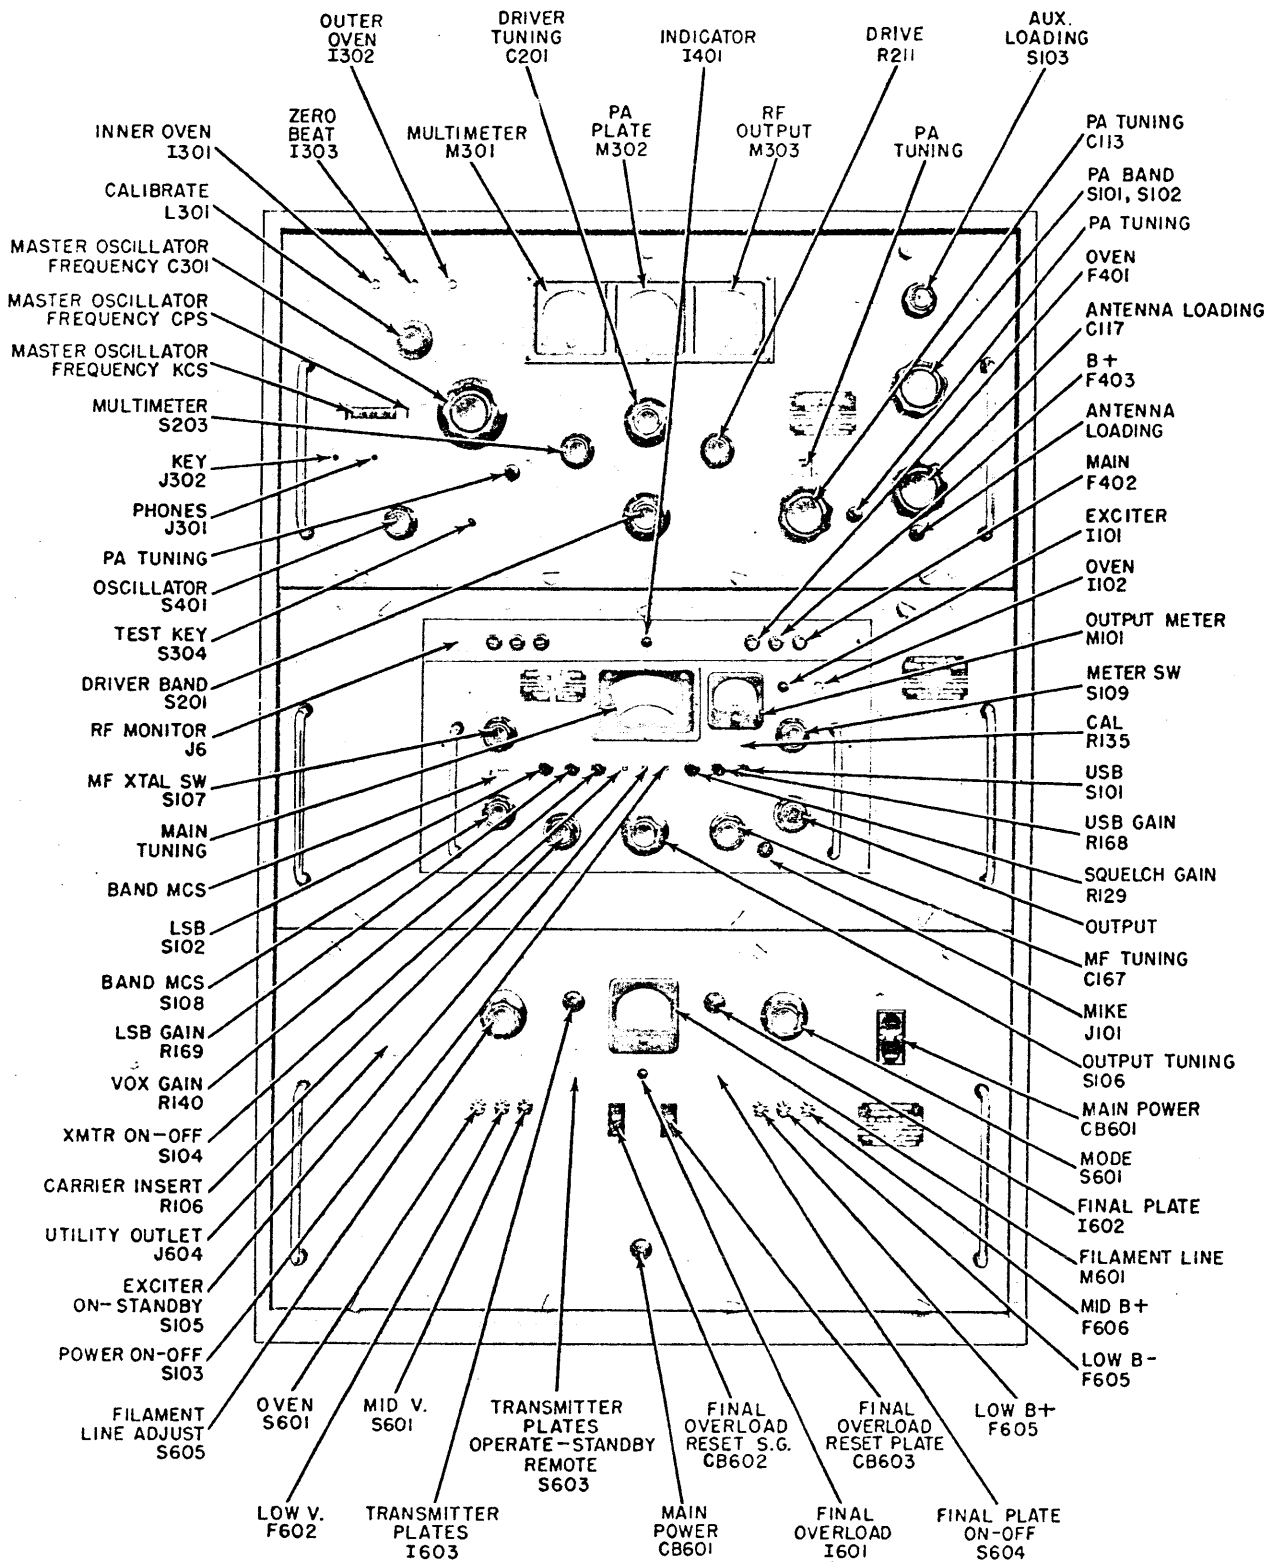 OUTER
OVEN
I302
DRIVER
TUNING
C201
INDICATOR
I401
DRIVE
R211
AUX.
LOADING
S103
INNER OVEN
I301
ZERO
BEAT
I303
MULTIMETER
M301
PA
PLATE
M302
RF
OUTPUT
M303
PA
TUNING
PA TUNING
C113
CALIBRATE
L301
PA BAND
S101, S102
MASTER OSCILLATOR
FREQUENCY C301
PA TUNING
MASTER OSCILLATOR
FREQUENCY CPS
OVEN
F401
MASTER OSCILLATOR
FREQUENCY KCS
ANTENNA LOADING
C117
MULTIMETER
S203
B+
F403
KEY
J302
ANTENNA
LOADING
PHONES
J301
MAIN
F402
PA TUNING
EXCITER
I101
OSCILLATOR
S401
OVEN
I102
TEST KEY
S304
OUTPUT METER
M101
DRIVER BAND
S201
METER SW
S109
RF MONITOR
J6
CAL
R135
MF XTAL SW
S107
USB
S101
MAIN
TUNING
USB GAIN
R168
BAND MCS
SQUELCH GAIN
R129
LSB
S102
OUTPUT
BAND MCS
S108
MF TUNING
C167
LSB GAIN
R169
MIKE
J101
VOX GAIN
R140
OUTPUT TUNING
S106
XMTR ON-OFF
S104
MAIN POWER
CB601
CARRIER INSERT
R106
MODE
S601
UTILITY OUTLET
J604
FINAL PLATE
I602
EXCITER
ON-STANDBY
S105
FILAMENT LINE
M601
POWER ON-OFF
S103
MID B+
F606
FILAMENT
LINE ADJUST
S605
LOW B-
F605
OVEN
S601
MID V.
S601
TRANSMITTER
PLATES
OPERATE-STANDBY
REMOTE
S603
FINAL
OVERLOAD
RESET S.G.
CB602
FINAL
OVERLOAD
RESET PLATE
CB603
LOW B+
F605
LOW V.
F602
TRANSMITTER
PLATES
I603
MAIN
POWER
CB601
FINAL
OVERLOAD
I601
FINAL PLATE
ON-OFF
S604